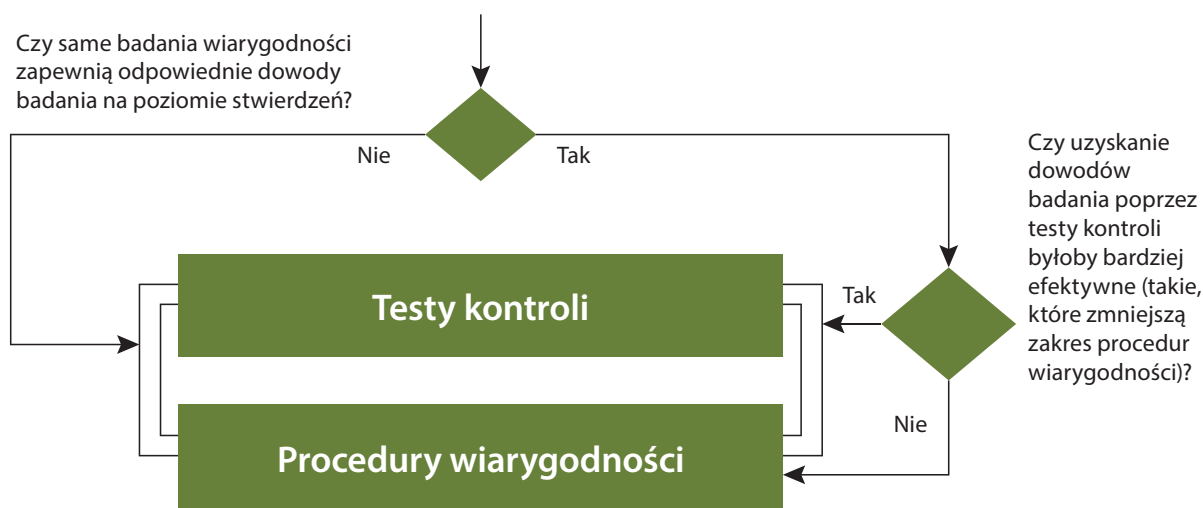 Czy same badania wiarygodności
zapewnią odpowiednie dowody
badania na poziomie stwierdzeń?
Nie
Tak
Czy uzyskanie
dowodów
badania poprzez
testy kontroli
byłoby bardziej
efektywne (takie,
które zmniejszą
zakres procedur
wiarygodności)?
Testy kontroli
Tak
Nie
Procedury wiarygodności